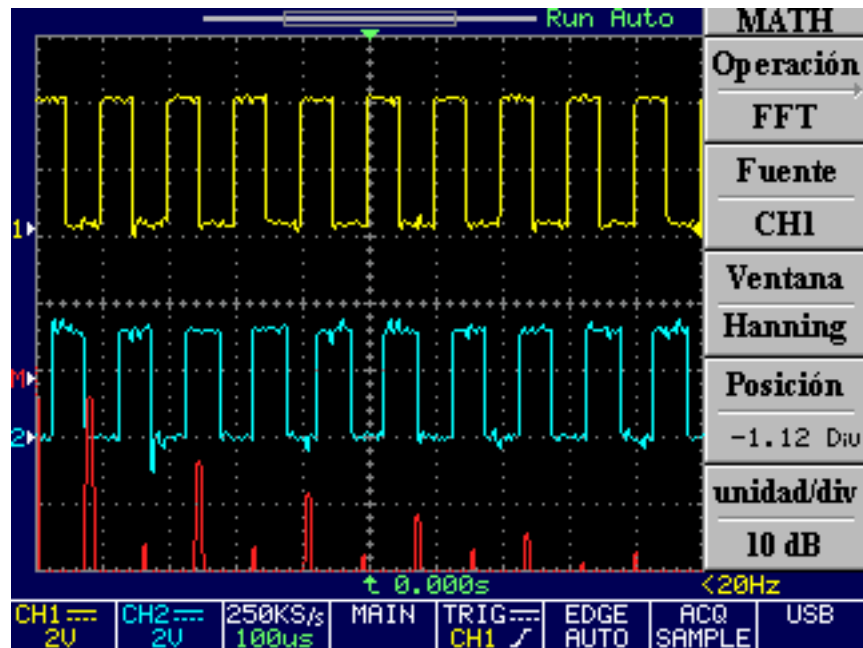 Run Auto
MATH
Operación
FFT
Fuente
CH1
Ventana
Hanning
Posición
-1.12 Div
unidad/div
10 dB
1
M
2
0.000s
<20Hz
CH1 2V
CH2 2V
250KS/s 100us
MAIN
TRIG CH1
EDGE AUTO
ACQ SAMPLE
USB